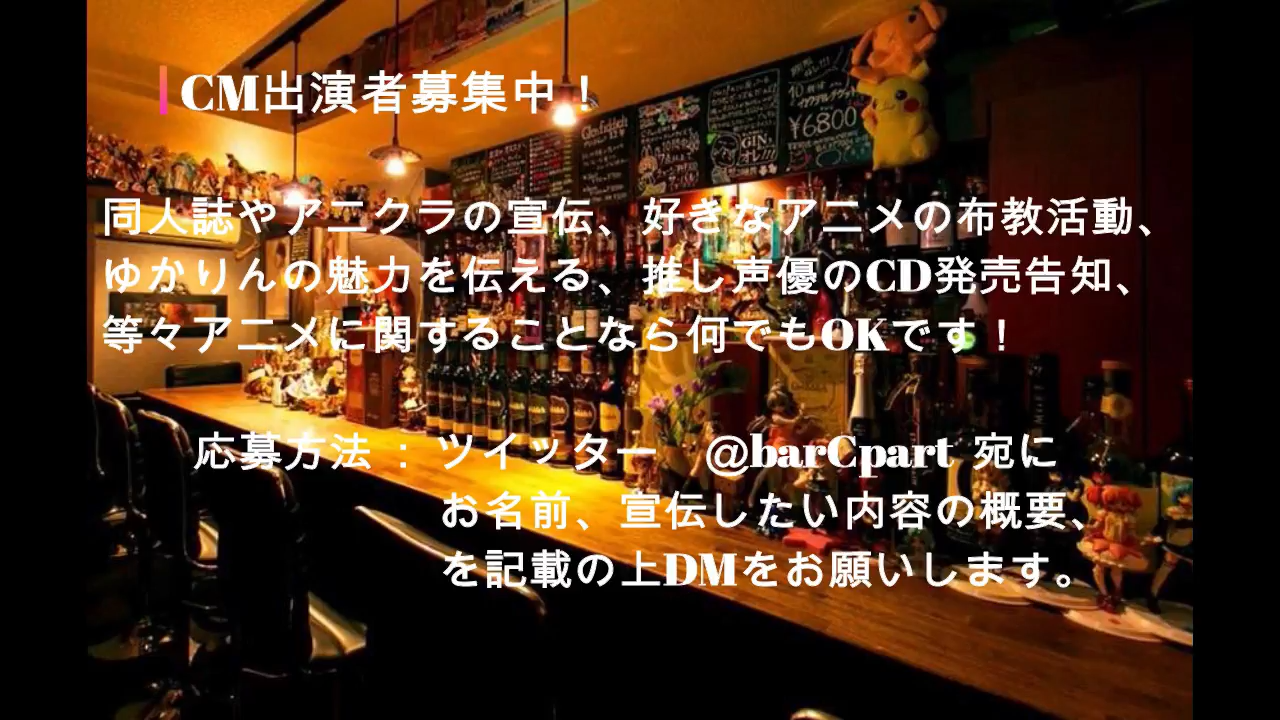 CM出演者募集中！
Glenfiddich
GIN
オレ!!!
¥6800
同人誌やアニクラの宣伝、好きなアニメの布教活動、
ゆかりんの魅力を伝える、推し声優のCD発売告知、
等々アニメに関することなら何でもOKです！
応募方法 ： ツイッター　@barCpart 宛に
お名前、宣伝したい内容の概要、
を記載の上DMをお願いします。